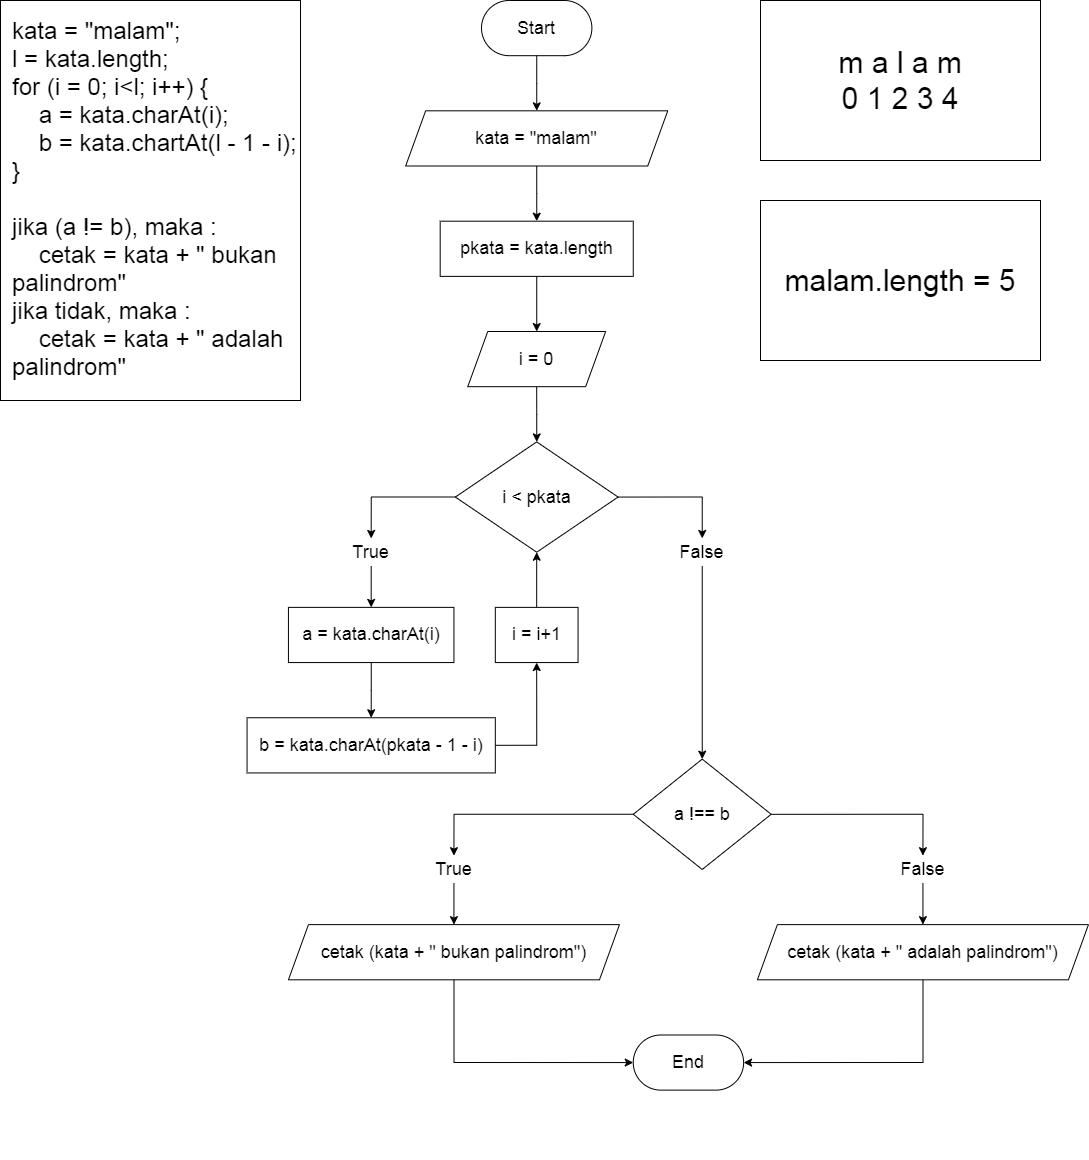 kata = "malam";
l = kata.length;
for (i = 0; i<l; i++) {
a = kata.charAt(i);
b = kata.chartAt(l - 1 - i);
}
jika (a != b), maka :
cetak = kata + " bukan
palindrom"
jika tidak, maka :
cetak = kata + " adalah
palindrom"
Start
kata = "malam"
pkata = kata.length
i = 0
i < pkata
True
False
a = kata.charAt(i)
i = i+1
b = kata.charAt(pkata - 1 - i)
a !== b
True
False
cetak (kata + " bukan palindrom")
cetak (kata + " adalah palindrom")
End
m a l a m
0 1 2 3 4
malam.length = 5